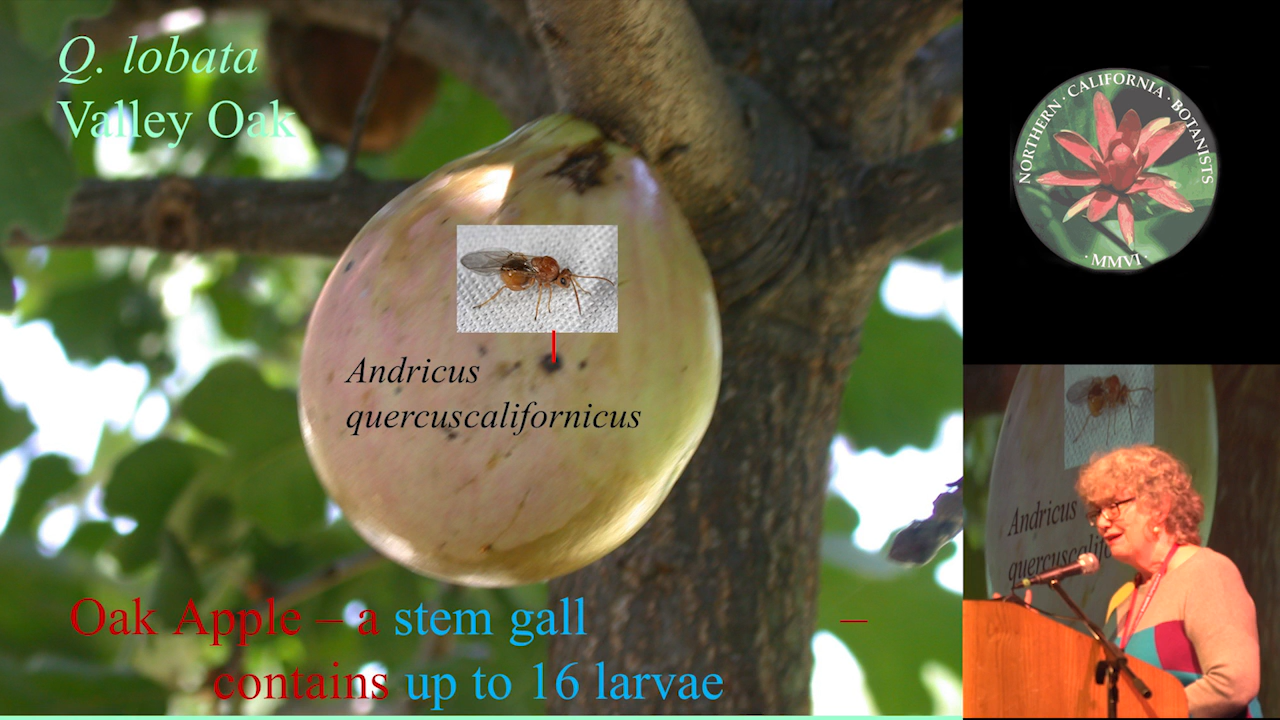 Q. lobata
Valley Oak
Andricus
quercuscalifornicus
Oak Apple – a stem gall –
contains up to 16 larvae
NORTHERN · CALIFORNIA · BOTANISTS
· MMVI ·
Andricus
quercuscalifo